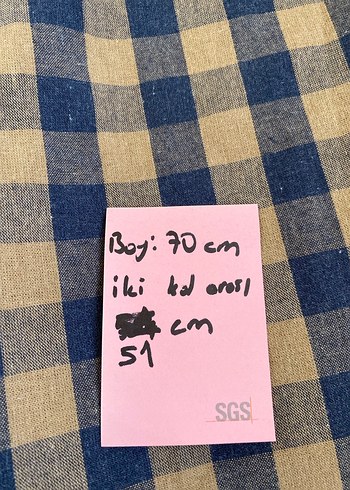 Boy: 70 cm
iki kol arası
cm
51
SGS